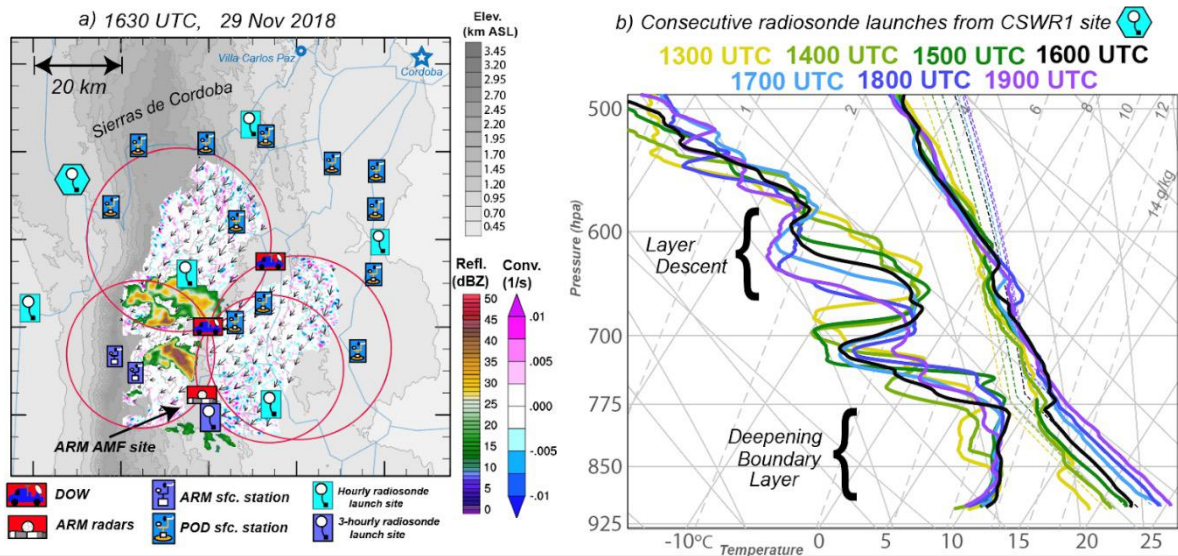 a) 1630 UTC, 29 Nov 2018
Elev.
(km ASL)
3.45
3.20
2.95
2.70
2.45
2.20
1.95
1.70
1.45
1.20
0.95
0.70
0.45
20 km
Villa Carlos Paz
Cordoba
Sierras de Cordoba
Refl.
(dBZ)
50
45
40
35
30
25
20
15
10
5
0
Conv.
(1/s)
.01
.005
.000
-.005
-.01
ARM AMF site
DOW
ARM sfc. station
Hourly radiosonde
launch site
ARM radars
POD sfc. station
3-hourly radiosonde
launch site
b) Consecutive radiosonde launches from CSWR1 site
1300 UTC 1400 UTC 1500 UTC 1600 UTC
1700 UTC 1800 UTC 1900 UTC
500
600
700
775
850
925
Pressure (hpa)
1
2
6
8
10
12
14 g/kg
Layer
Descent
Deepening
Boundary
Layer
-10ºC
Temperature
0
5
10
15
20
25